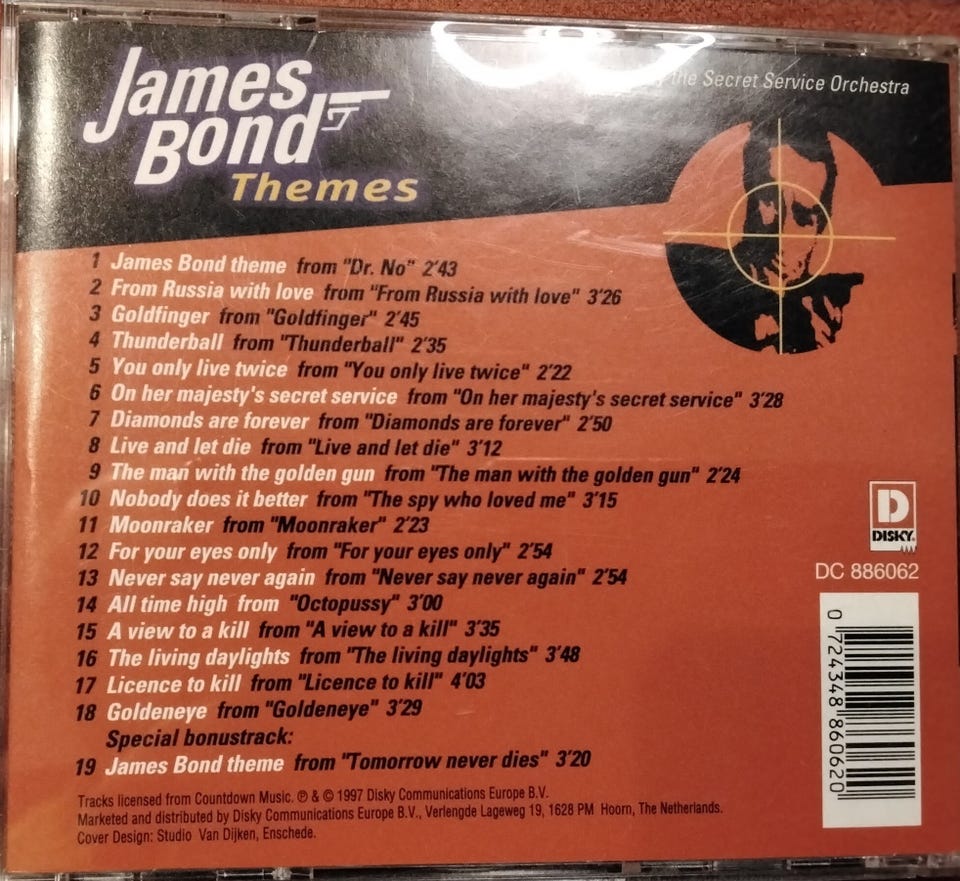 James
Bond
Themes
the Secret Service Orchestra
1 James Bond theme from "Dr. No" 2'43
2 From Russia with love from "From Russia with love" 3'26
3 Goldfinger from "Goldfinger" 2'45
4 Thunderball from "Thunderball" 2'35
5 You only live twice from "You only live twice" 2'22
6 On her majesty's secret service from "On her majesty's secret service" 3'28
7 Diamonds are forever from "Diamonds are forever" 2'50
8 Live and let die from "Live and let die" 3'12
9 The man with the golden gun from "The man with the golden gun" 2'24
10 Nobody does it better from "The spy who loved me" 3'15
11 Moonraker from "Moonraker" 2'23
12 For your eyes only from "For your eyes only" 2'54
13 Never say never again from "Never say never again" 2'54
14 All time high from "Octopussy" 3'00
15 A view to a kill from "A view to a kill" 3'35
16 The living daylights from "The living daylights" 3'48
17 Licence to kill from "Licence to kill" 4'03
18 Goldeneye from "Goldeneye" 3'29
Special bonustrack:
19 James Bond theme from "Tomorrow never dies" 3'20
D
DISKY
DC 886062
0 724348 860620
Tracks licensed from Countdown Music. ℗ & © 1997 Disky Communications Europe B.V.
Marketed and distributed by Disky Communications Europe B.V., Verlengde Lageweg 19, 1628 PM Hoorn, The Netherlands.
Cover Design: Studio Van Dijken, Enschede.